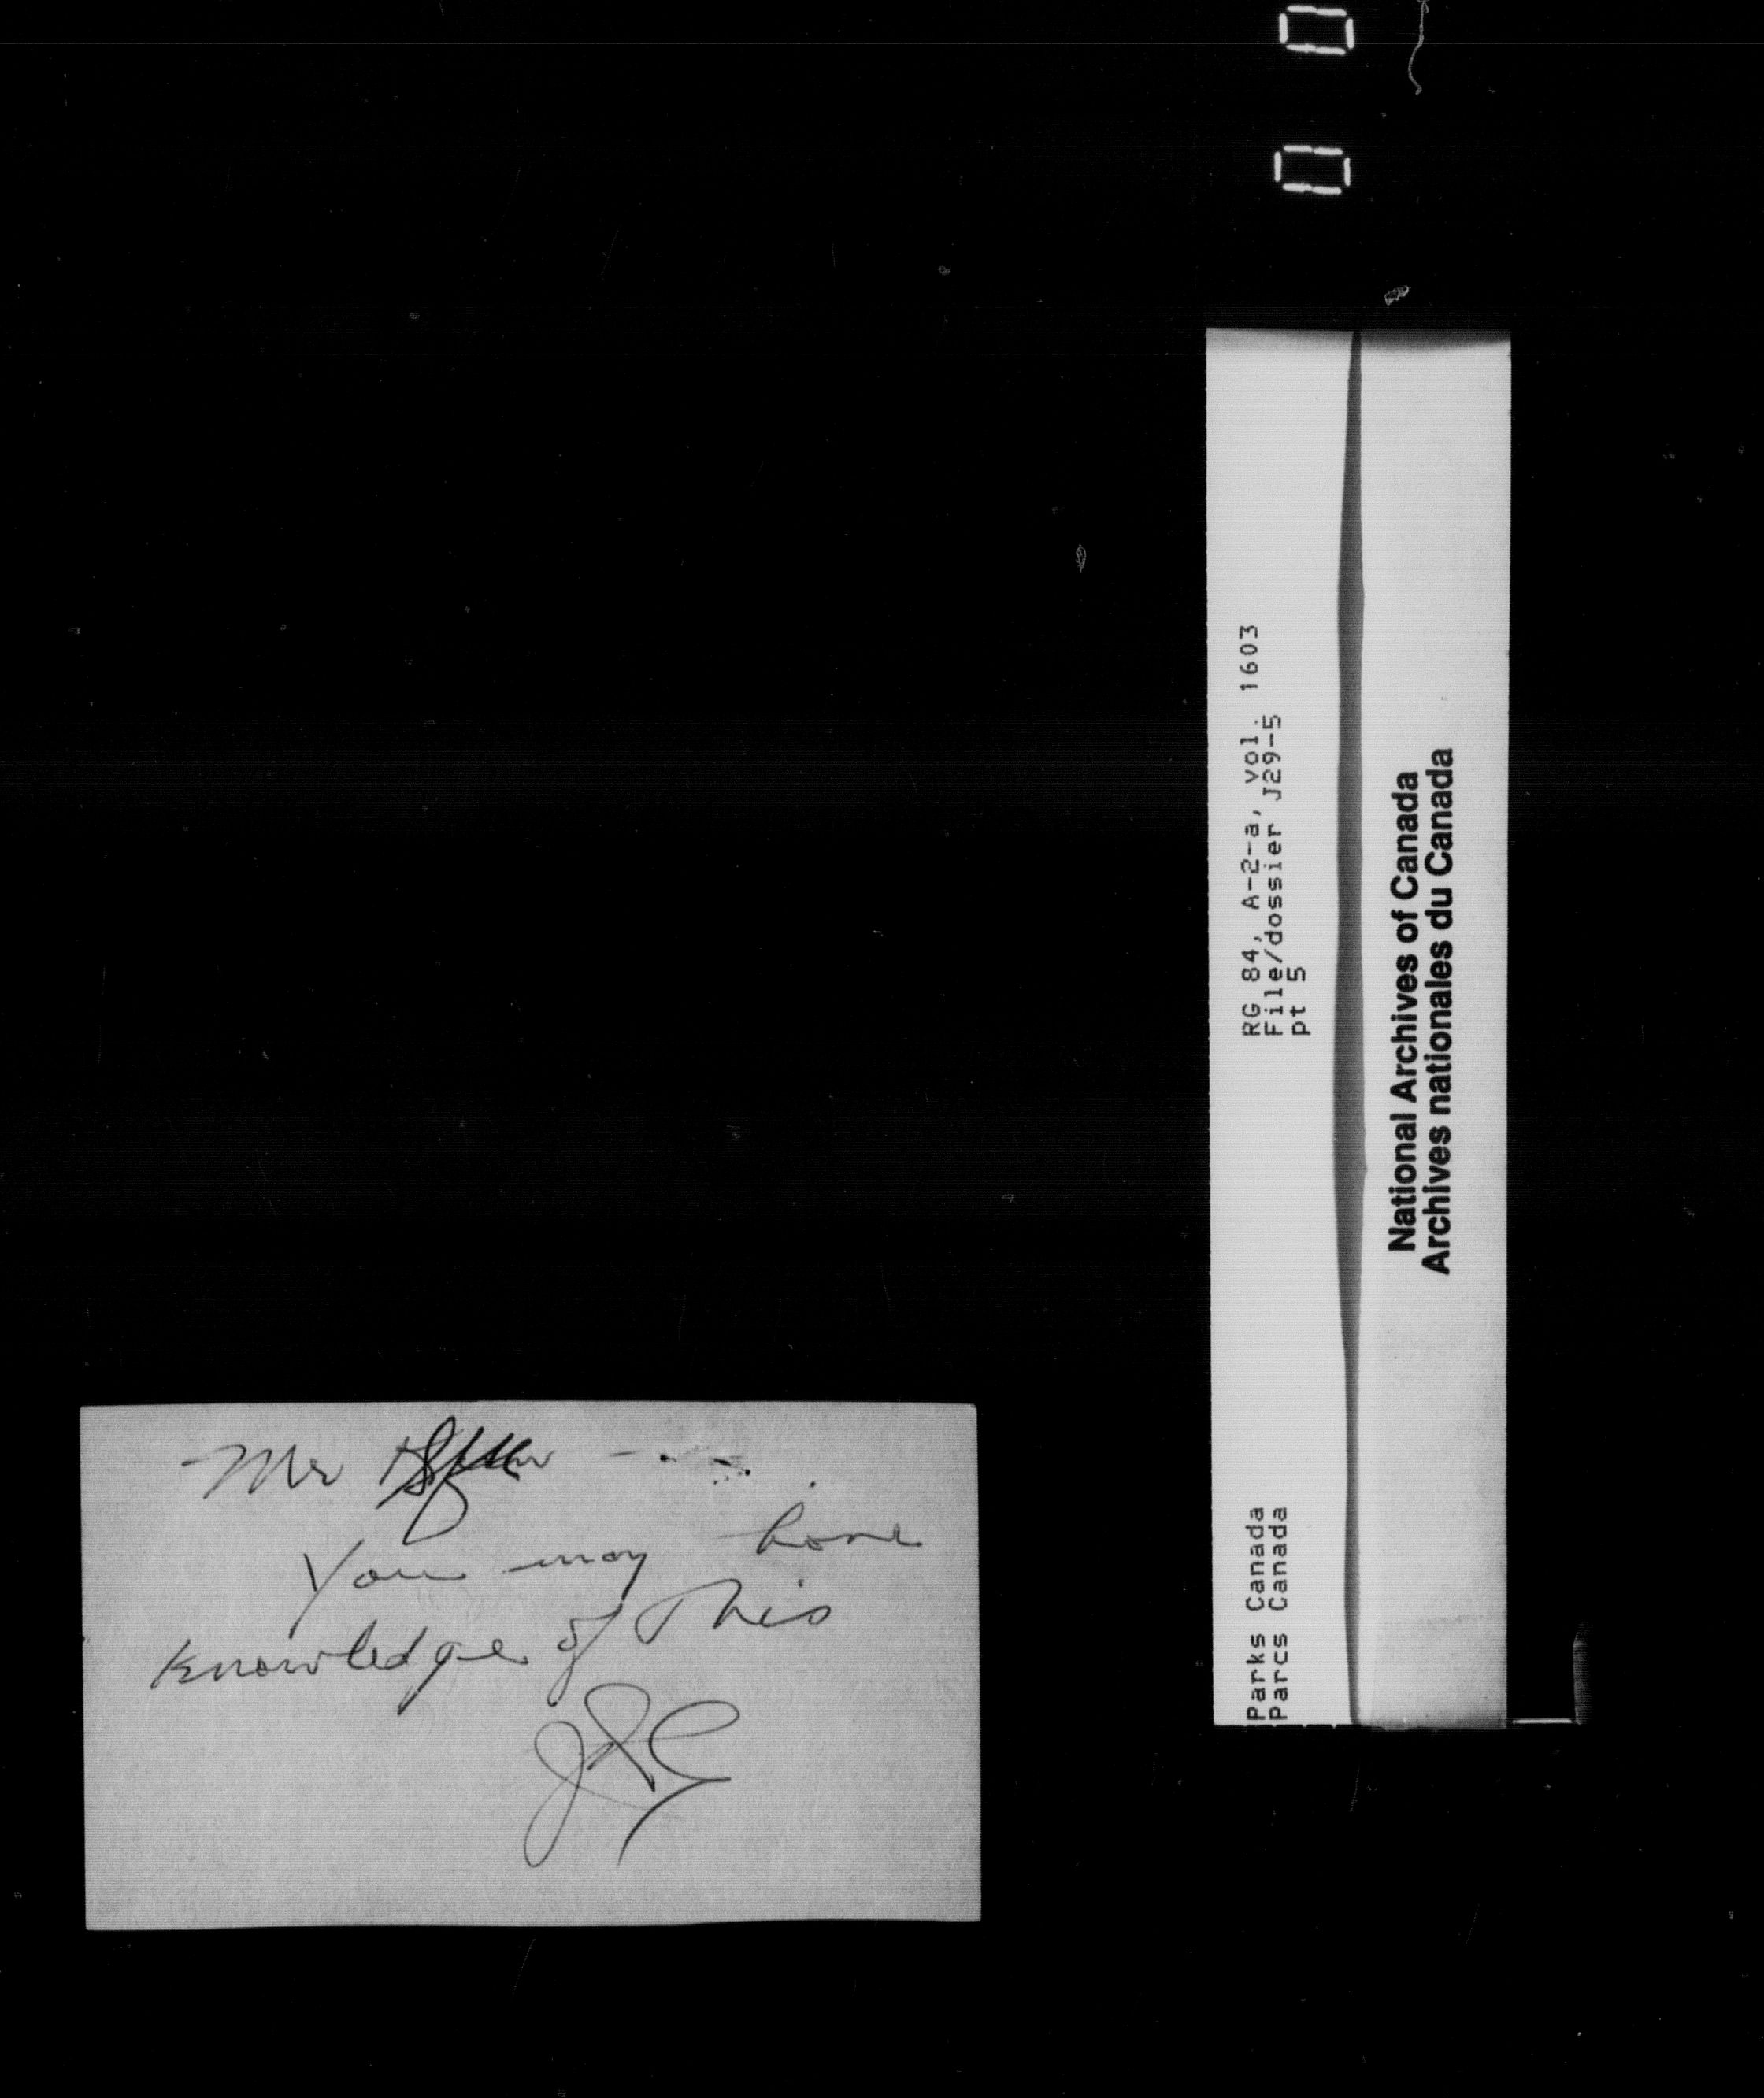 Mr
You may have
knowledge of this
RG 84, A-2-a, vol. 1603
File/dossier J29-5
pt 5
Parks Canada
Parcs Canada
National Archives of Canada
Archives nationales du Canada